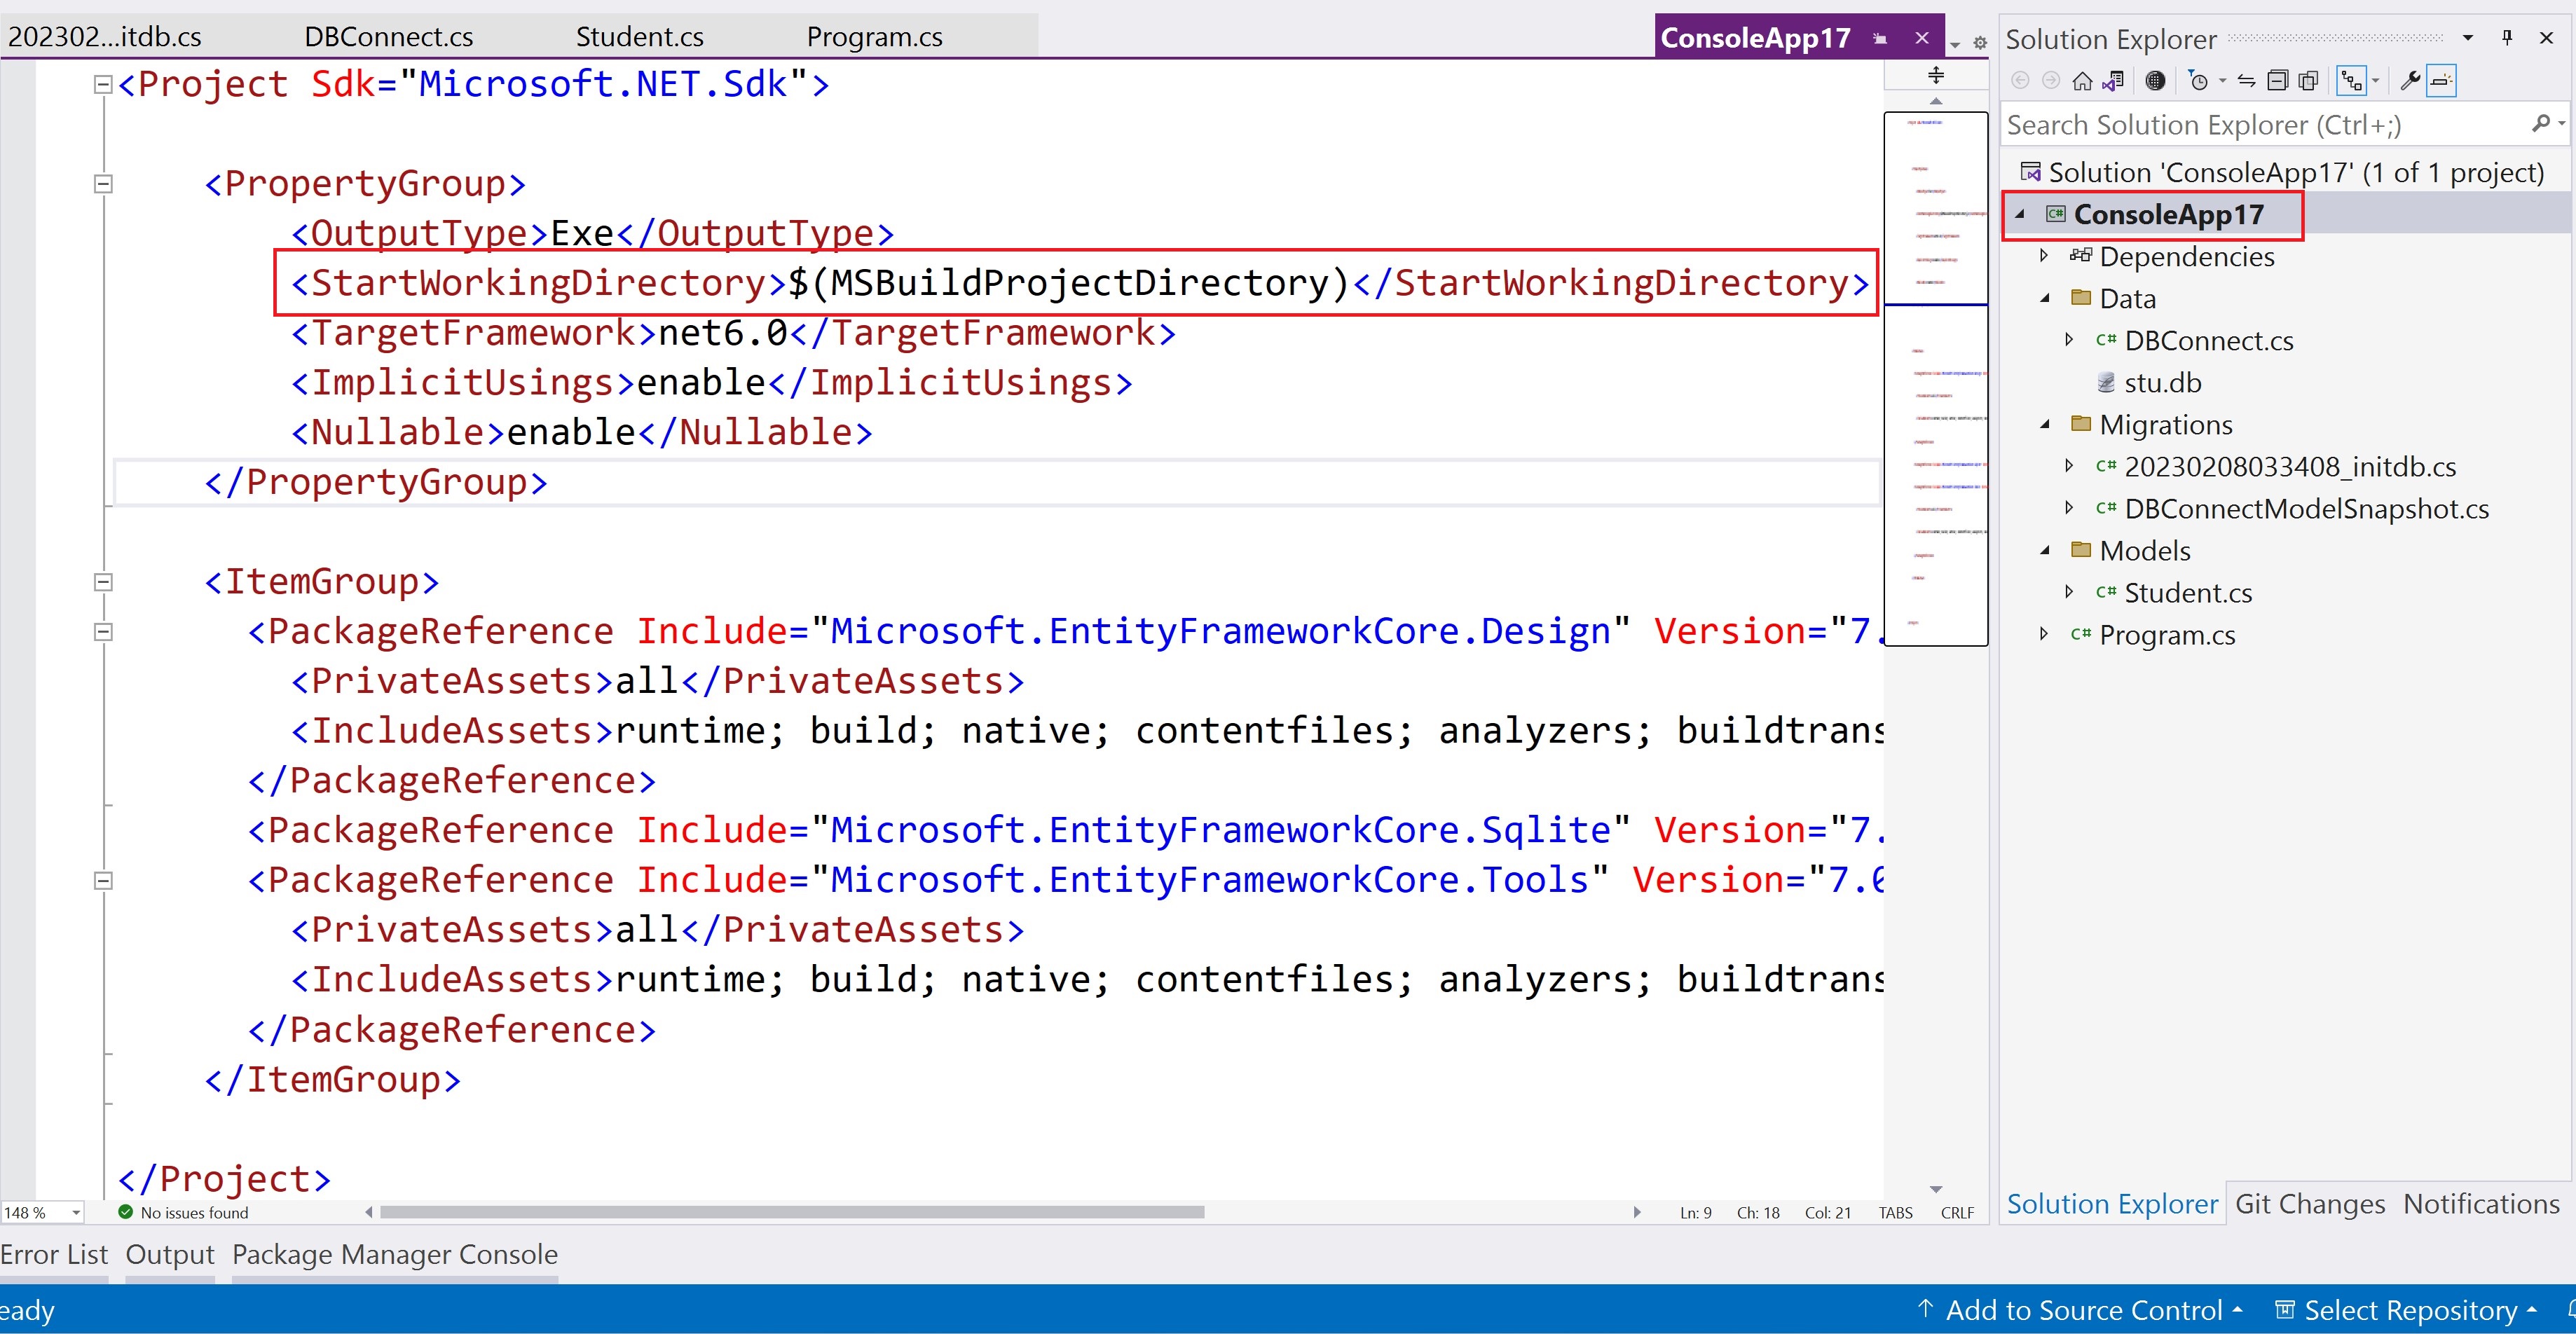 202302...itdb.cs DBConnect.cs Student.cs Program.cs ConsoleApp17
<Project Sdk="Microsoft.NET.Sdk">
<PropertyGroup>
<OutputType>Exe</OutputType>
<StartWorkingDirectory>$(MSBuildProjectDirectory)</StartWorkingDirectory>
<TargetFramework>net6.0</TargetFramework>
<ImplicitUsings>enable</ImplicitUsings>
<Nullable>enable</Nullable>
</PropertyGroup>
<ItemGroup>
<PackageReference Include="Microsoft.EntityFrameworkCore.Design" Version="7.
<PrivateAssets>all</PrivateAssets>
<IncludeAssets>runtime; build; native; contentfiles; analyzers; buildtrans
</PackageReference>
<PackageReference Include="Microsoft.EntityFrameworkCore.Sqlite" Version="7.
<PackageReference Include="Microsoft.EntityFrameworkCore.Tools" Version="7.0
<PrivateAssets>all</PrivateAssets>
<IncludeAssets>runtime; build; native; contentfiles; analyzers; buildtrans
</PackageReference>
</ItemGroup>
</Project>
148 % No issues found Ln: 9 Ch: 18 Col: 21 TABS CRLF
Solution Explorer
Search Solution Explorer (Ctrl+;)
Solution 'ConsoleApp17' (1 of 1 project)
C# ConsoleApp17
Dependencies
Data
C# DBConnect.cs
stu.db
Migrations
C# 20230208033408_initdb.cs
C# DBConnectModelSnapshot.cs
Models
C# Student.cs
C# Program.cs
Solution Explorer Git Changes Notifications
Error List Output Package Manager Console
eady Add to Source Control Select Repository